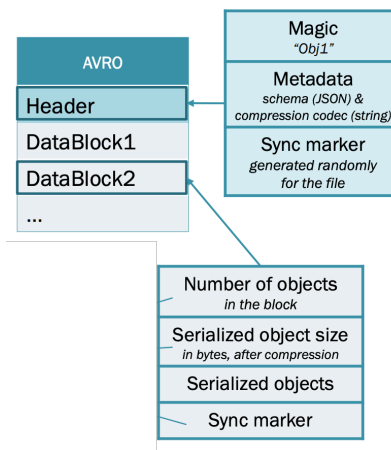 AVRO
Header
DataBlock1
DataBlock2
...
Magic
“Obj1”
Metadata
schema (JSON) &
compression codec (string)
Sync marker
generated randomly
for the file
Number of objects
in the block
Serialized object size
in bytes, after compression
Serialized objects
Sync marker